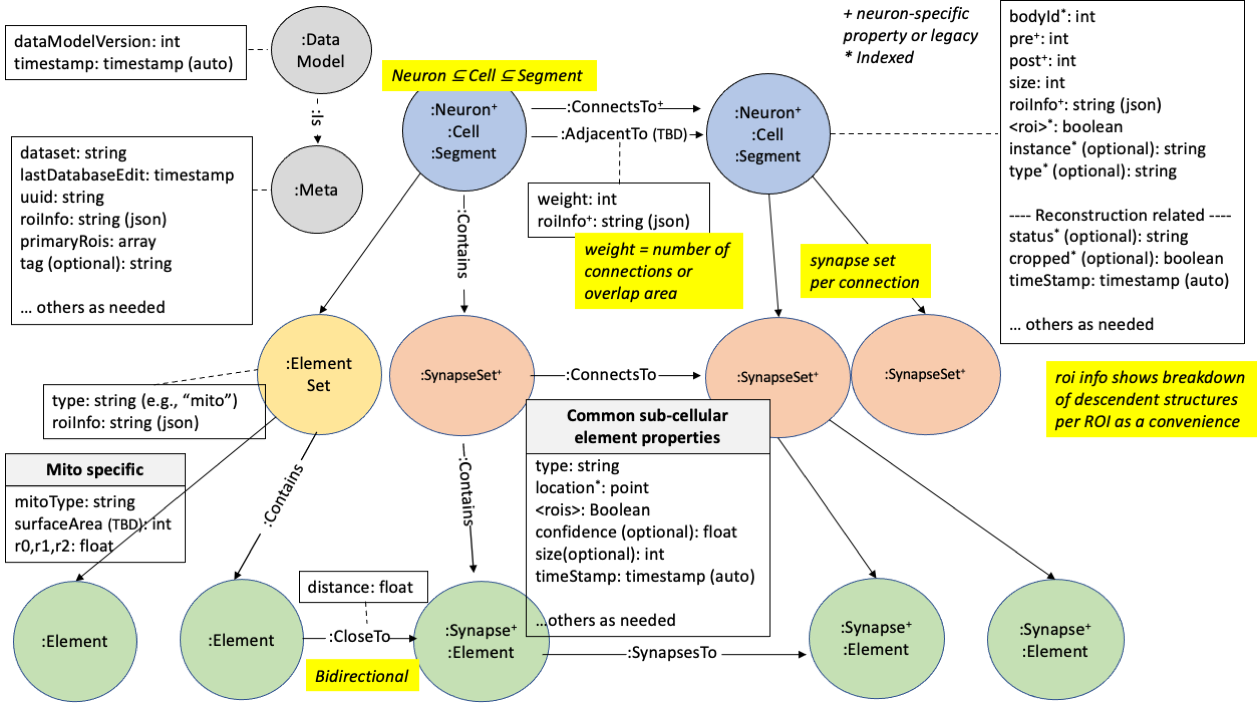 dataModelVersion: int
timestamp: timestamp (auto)
:Data
Model
:Is
dataset: string
lastDatabaseEdit: timestamp
uuid: string
roiInfo: string (json)
primaryRois: array
tag (optional): string
... others as needed
:Meta
Neuron ⊆ Cell ⊆ Segment
:Neuron⁺
:Cell
:Segment
:ConnectsTo⁺
:AdjacentTo (TBD)
:Neuron⁺
:Cell
:Segment
+ neuron-specific
property or legacy
* Indexed
bodyId*: int
pre⁺: int
post⁺: int
size: int
roiInfo⁺: string (json)
<roi>*: boolean
instance* (optional): string
type* (optional): string
---- Reconstruction related ----
status* (optional): string
cropped* (optional): boolean
timeStamp: timestamp (auto)
... others as needed
weight: int
roiInfo⁺: string (json)
weight = number of
connections or
overlap area
:Contains
synapse set
per connection
:Element
Set
:SynapseSet⁺
:ConnectsTo
:SynapseSet⁺
:SynapseSet⁺
roi info shows breakdown
of descendent structures
per ROI as a convenience
type: string (e.g., “mito”)
roiInfo: string (json)
Mito specific
mitoType: string
surfaceArea (TBD): int
r0,r1,r2: float
:Contains
:Contains
Common sub-cellular
element properties
type: string
location*: point
<rois>: Boolean
confidence (optional): float
size(optional): int
timeStamp: timestamp (auto)
...others as needed
distance: float
:Element
:Element
:CloseTo
Bidirectional
:Synapse⁺
:Element
:SynapsesTo
:Synapse⁺
:Element
:Synapse⁺
:Element